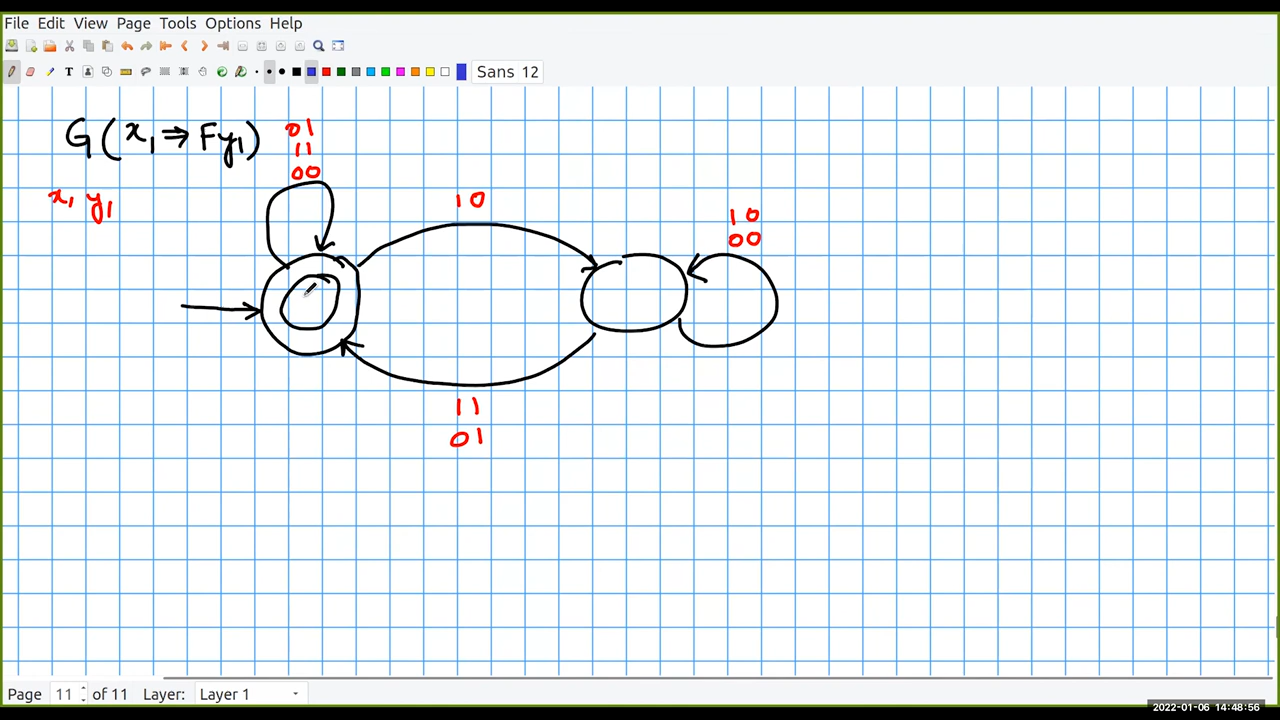 File Edit View Page Tools Options Help
T
Sans 12
G(x₁ ⇒ Fy₁)
x₁ y₁
01
11
00
10
10
00
11
01
Page 11 of 11 Layer: Layer 1
2022-01-06 14:48:56